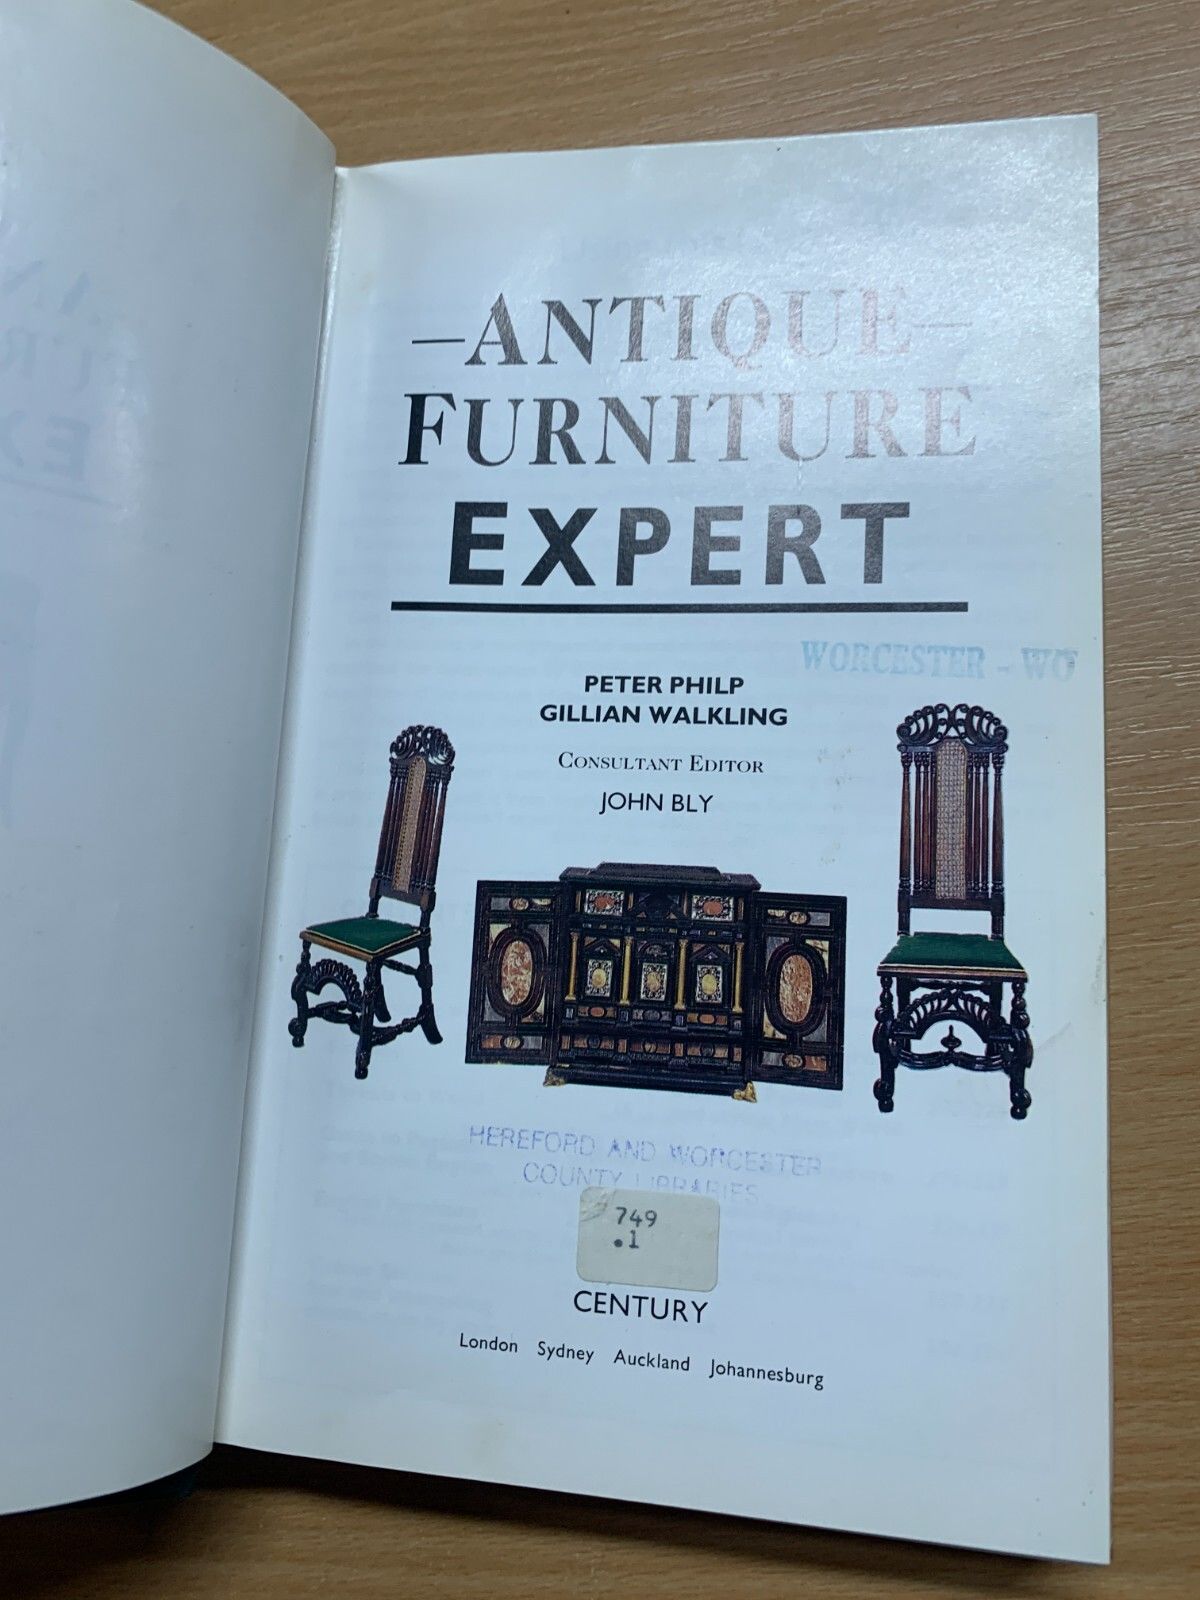 —ANTIQUE—
FURNITURE
EXPERT
WORCESTER - WO
PETER PHILP
GILLIAN WALKLING
CONSULTANT EDITOR
JOHN BLY
HEREFORD AND WORCESTER
COUNTY LIBRARIES
749
.1
CENTURY
London Sydney Auckland Johannesburg